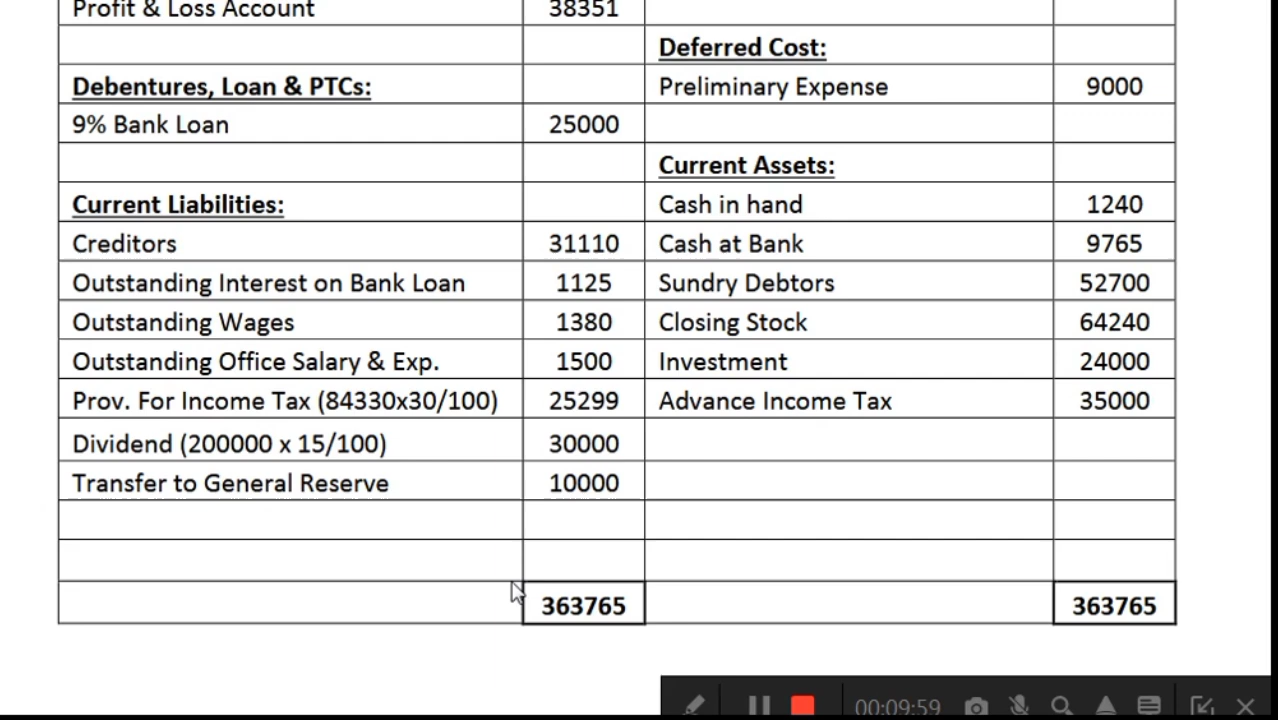 Profit & Loss Account 38351
Deferred Cost:
Debentures, Loan & PTCs: Preliminary Expense 9000
9% Bank Loan 25000
Current Assets:
Current Liabilities: Cash in hand 1240
Creditors 31110 Cash at Bank 9765
Outstanding Interest on Bank Loan 1125 Sundry Debtors 52700
Outstanding Wages 1380 Closing Stock 64240
Outstanding Office Salary & Exp. 1500 Investment 24000
Prov. For Income Tax (84330x30/100) 25299 Advance Income Tax 35000
Dividend (200000 x 15/100) 30000
Transfer to General Reserve 10000
363765 363765
00:09:59